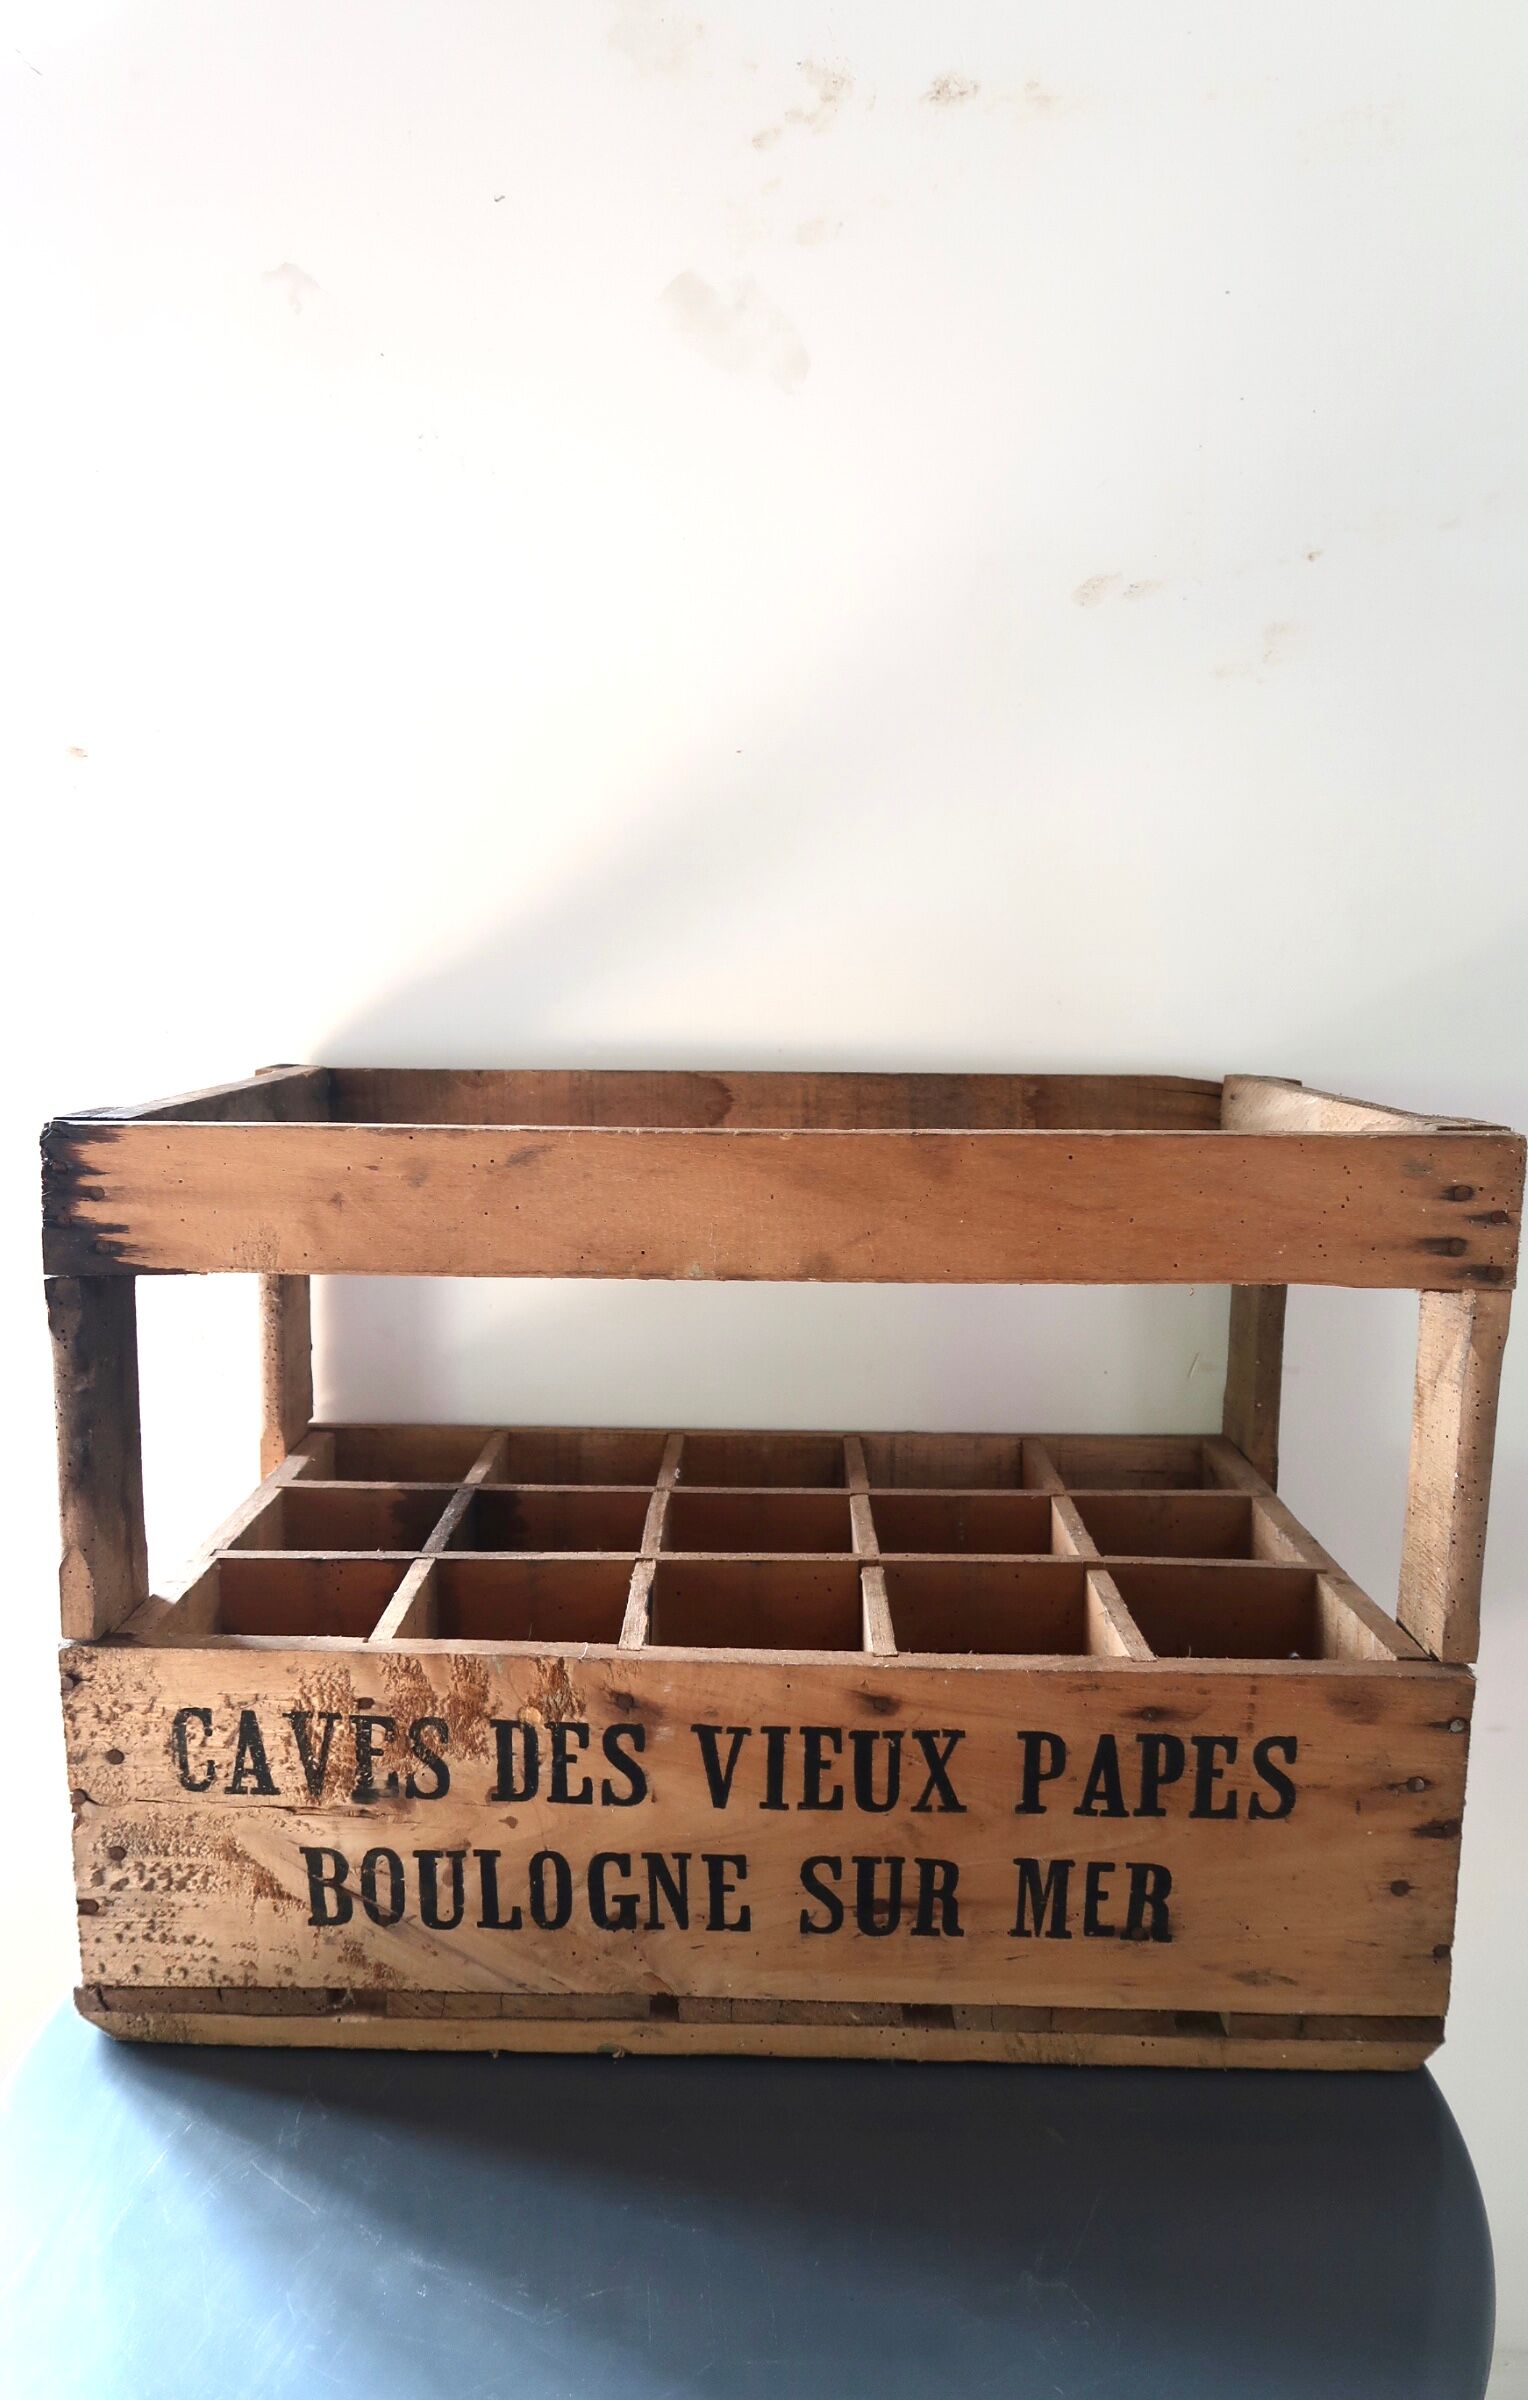 CAVES DES VIEUX PAPES
BOULOGNE SUR MER